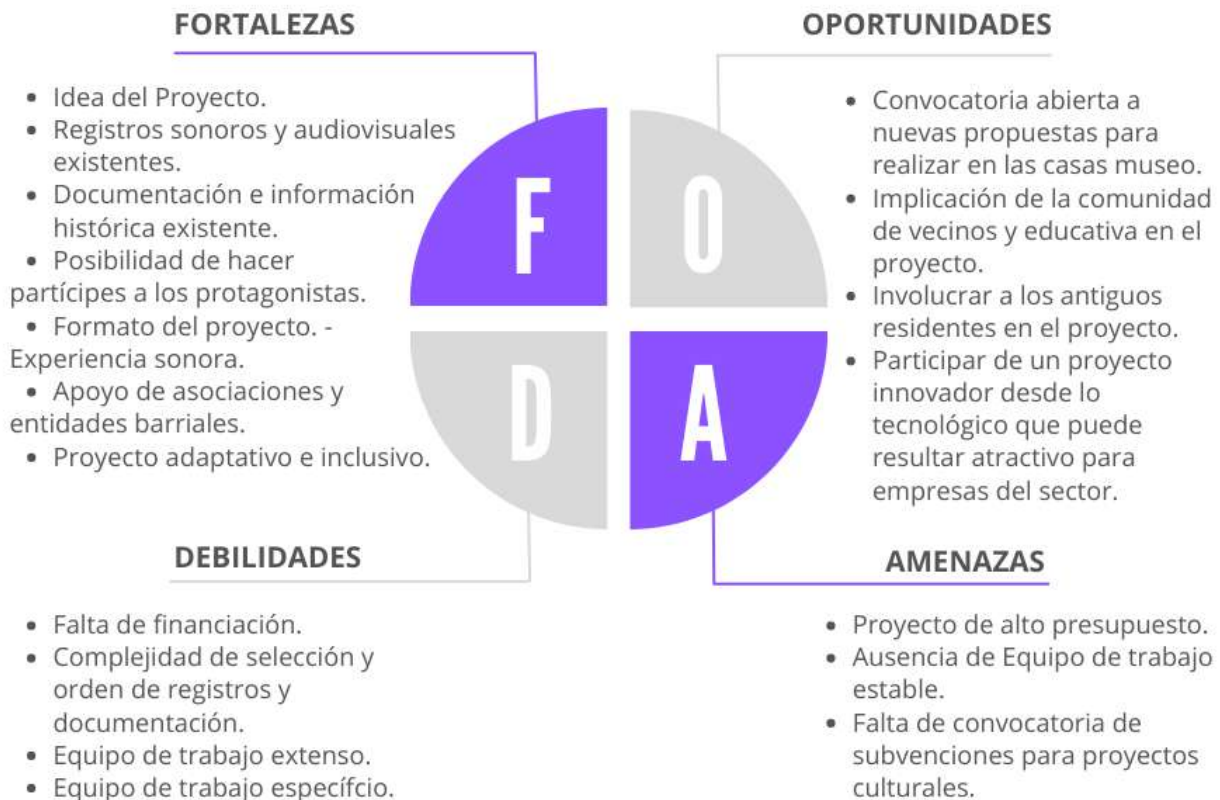 FORTALEZAS
• Idea del Proyecto.
• Registros sonoros y audiovisuales
existentes.
• Documentación e información
histórica existente.
• Posibilidad de hacer
partícipes a los protagonistas.
• Formato del proyecto. -
Experiencia sonora.
• Apoyo de asociaciones y
entidades barriales.
• Proyecto adaptativo e inclusivo.
OPORTUNIDADES
• Convocatoria abierta a
nuevas propuestas para
realizar en las casas museo.
• Implicación de la comunidad
de vecinos y educativa en el
proyecto.
• Involucrar a los antiguos
residentes en el proyecto.
• Participar de un proyecto
innovador desde lo
tecnológico que puede
resultar atractivo para
empresas del sector.
F
O
D
A
DEBILIDADES
• Falta de financiación.
• Complejidad de selección y
orden de registros y
documentación.
• Equipo de trabajo extenso.
• Equipo de trabajo específcio.
AMENAZAS
• Proyecto de alto presupuesto.
• Ausencia de Equipo de trabajo
estable.
• Falta de convocatoria de
subvenciones para proyectos
culturales.